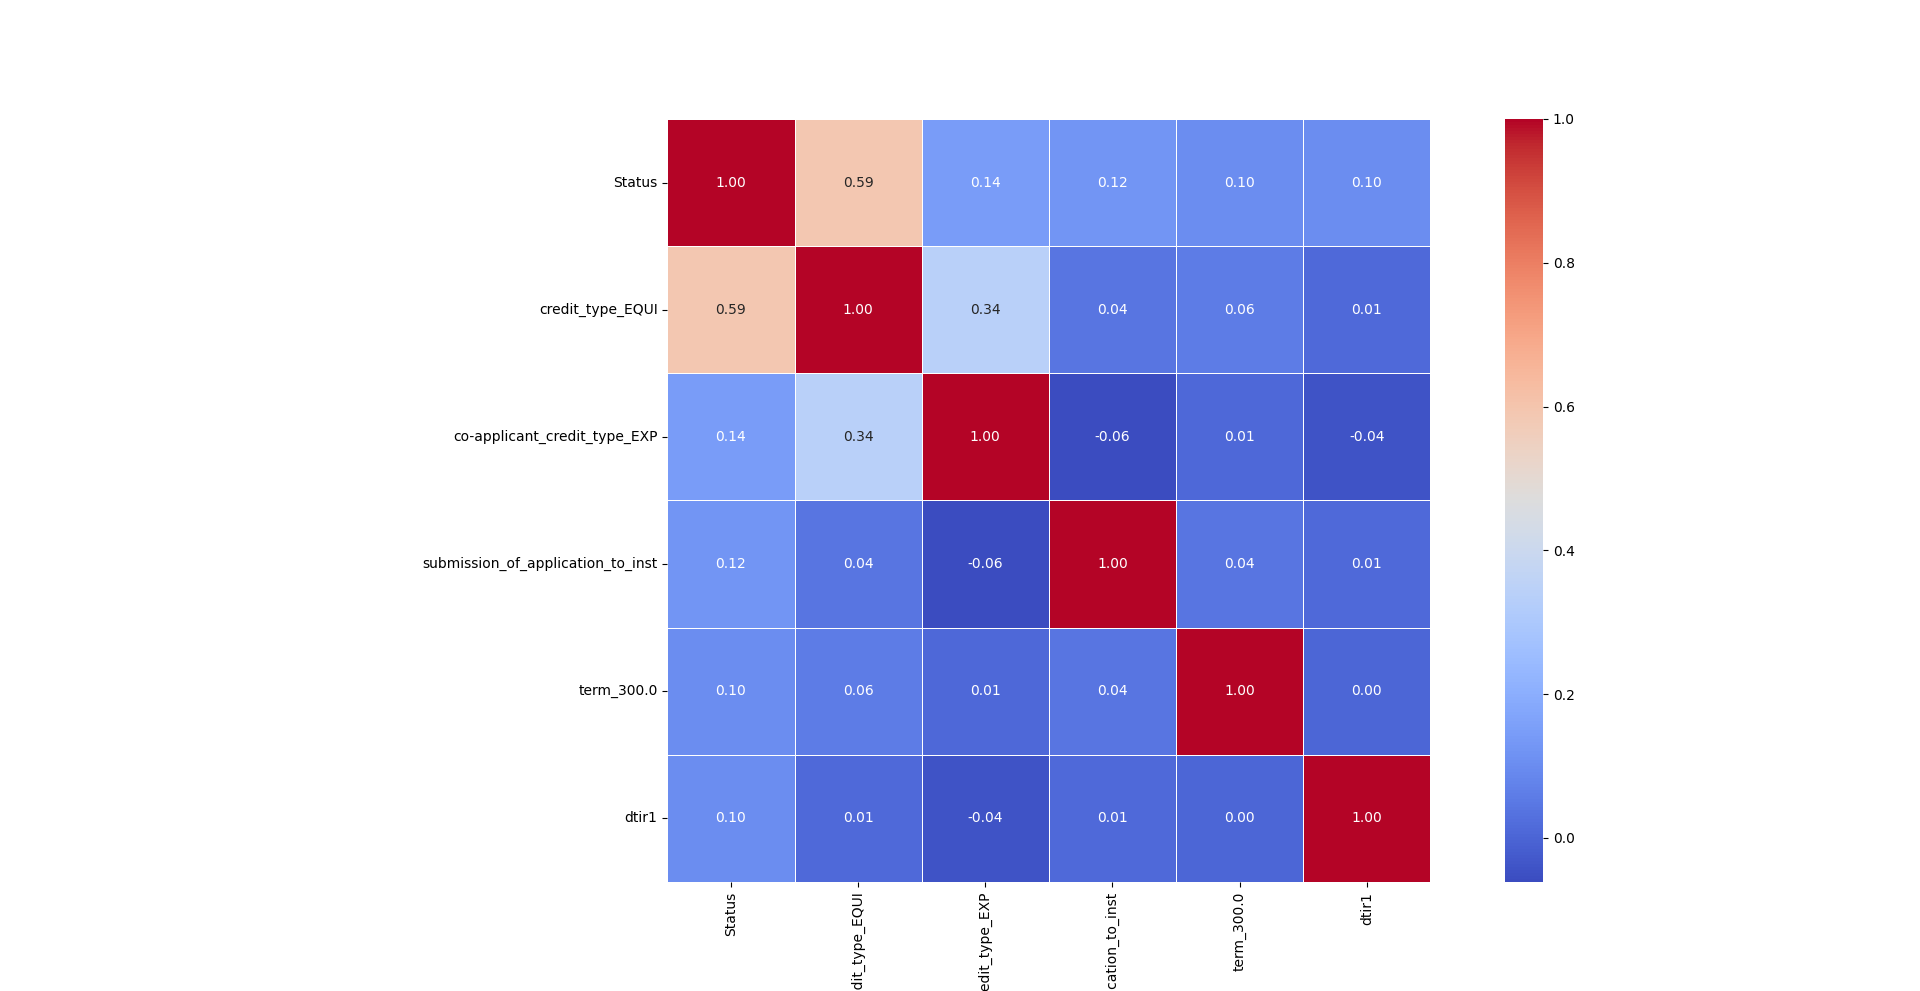 Status 1.00 0.59 0.14 0.12 0.10 0.10
credit_type_EQUI 0.59 1.00 0.34 0.04 0.06 0.01
co-applicant_credit_type_EXP 0.14 0.34 1.00 -0.06 0.01 -0.04
submission_of_application_to_inst 0.12 0.04 -0.06 1.00 0.04 0.01
term_300.0 0.10 0.06 0.01 0.04 1.00 0.00
dtir1 0.10 0.01 -0.04 0.01 0.00 1.00
Status
dit_type_EQUI
edit_type_EXP
cation_to_inst
term_300.0
dtir1
1.0
0.8
0.6
0.4
0.2
0.0